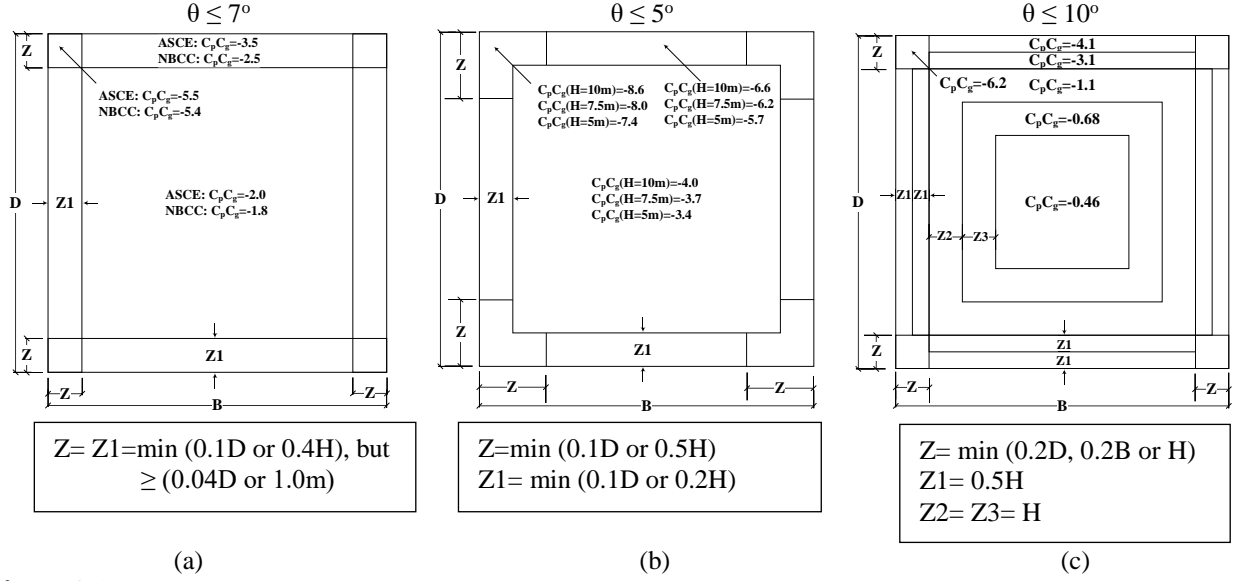 θ ≤ 7º
Z
ASCE: CpCg=-3.5
NBCC: CpCg=-2.5
ASCE: CpCg=-5.5
NBCC: CpCg=-5.4
ASCE: CpCg=-2.0
NBCC: CpCg=-1.8
D
Z1
Z1
Z
Z
Z
B
Z= Z1=min (0.1D or 0.4H), but
≥ (0.04D or 1.0m)
(a)
θ ≤ 5º
Z
CpCg(H=10m)=-8.6
CpCg(H=7.5m)=-8.0
CpCg(H=5m)=-7.4
CpCg(H=10m)=-6.6
CpCg(H=7.5m)=-6.2
CpCg(H=5m)=-5.7
CpCg(H=10m)=-4.0
CpCg(H=7.5m)=-3.7
CpCg(H=5m)=-3.4
D
Z1
Z
Z1
Z
Z
B
Z=min (0.1D or 0.5H)
Z1= min (0.1D or 0.2H)
(b)
θ ≤ 10º
Z
CpCg=-4.1
CpCg=-3.1
CpCg=-6.2
CpCg=-1.1
CpCg=-0.68
CpCg=-0.46
D
Z1 Z1
Z2 Z3
Z
Z1
Z1
Z
Z
B
Z= min (0.2D, 0.2B or H)
Z1= 0.5H
Z2= Z3= H
(c)